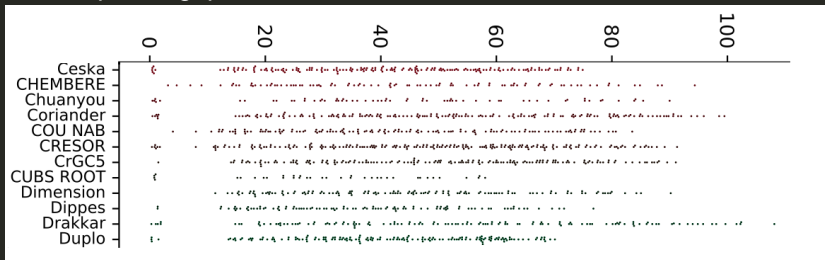 0 20 40 60 80 100
Ceska
CHEMBERE
Chuanyou
Coriander
COU NAB
CRESOR
CrGC5
CUBS ROOT
Dimension
Dippes
Drakkar
Duplo